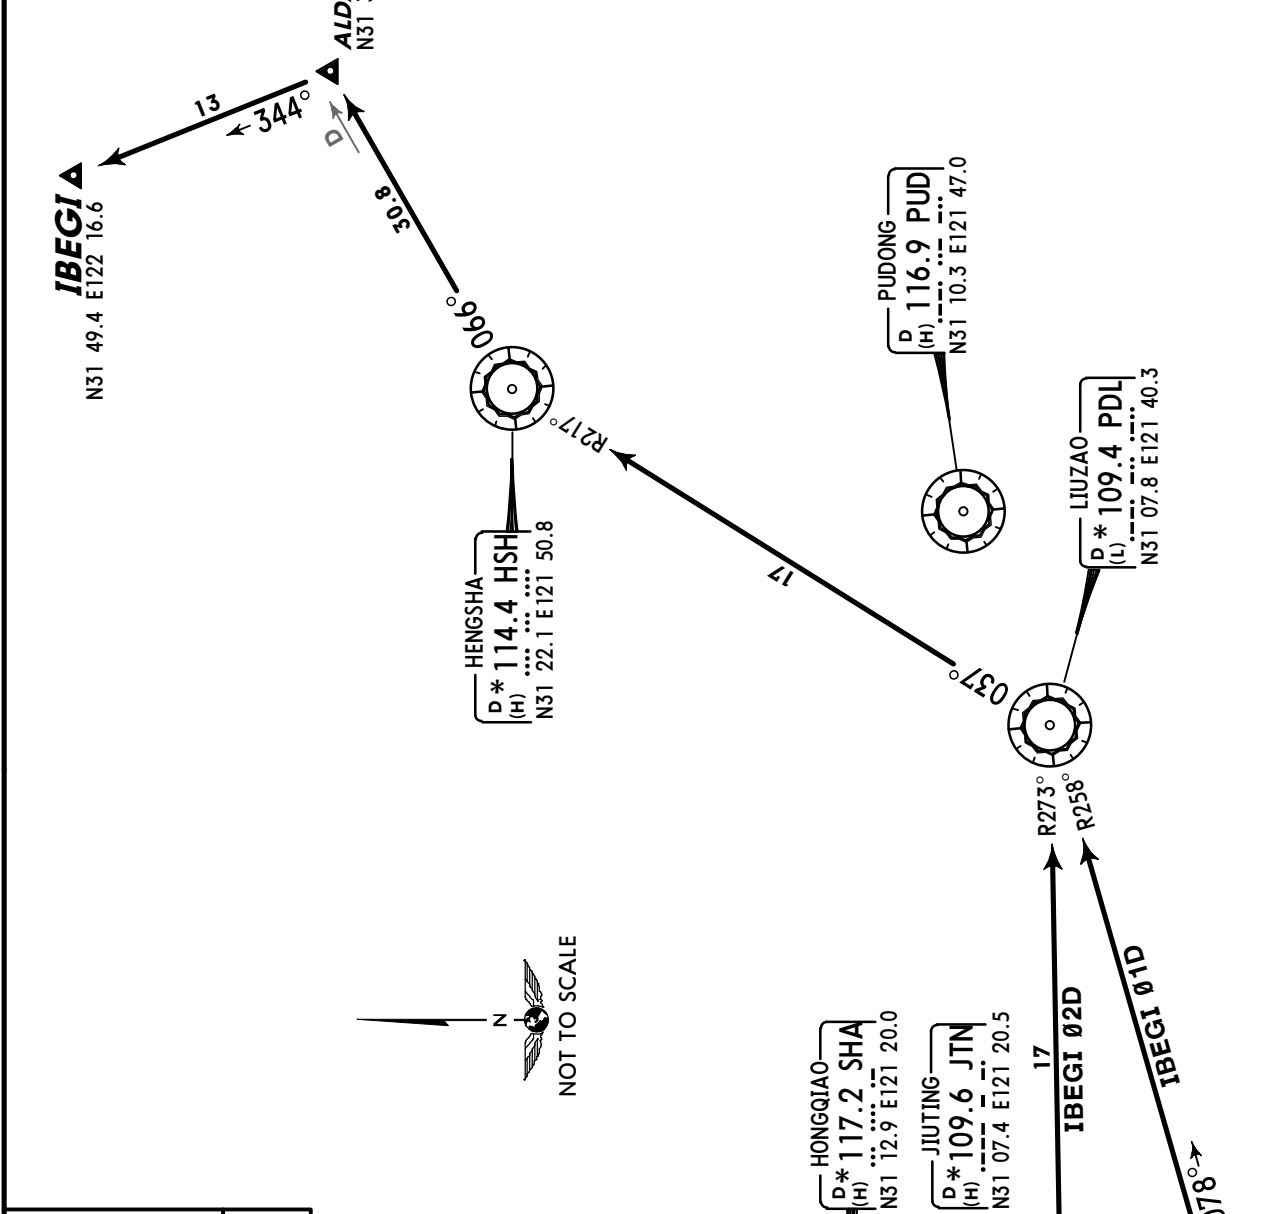 ALD
N31
13
344°
D
IBEGI
N31 49.4 E122 16.6
30.8
066°
R217°
HENGSHA
D
(H)
* 114.4 HSH
N31 22.1 E121 50.8
PUDONG
D
(H)
116.9 PUD
N31 10.3 E121 47.0
LIUZAO
D
(L)
* 109.4 PDL
N31 07.8 E121 40.3
17
037°
R273°
R258°
N
NOT TO SCALE
HONGQIAO
D
(H)
* 117.2 SHA
N31 12.9 E121 20.0
JIUTING
D
(H)
* 109.6 JTN
N31 07.4 E121 20.5
17
IBEGI Ø2D
IBEGI Ø1D
078°